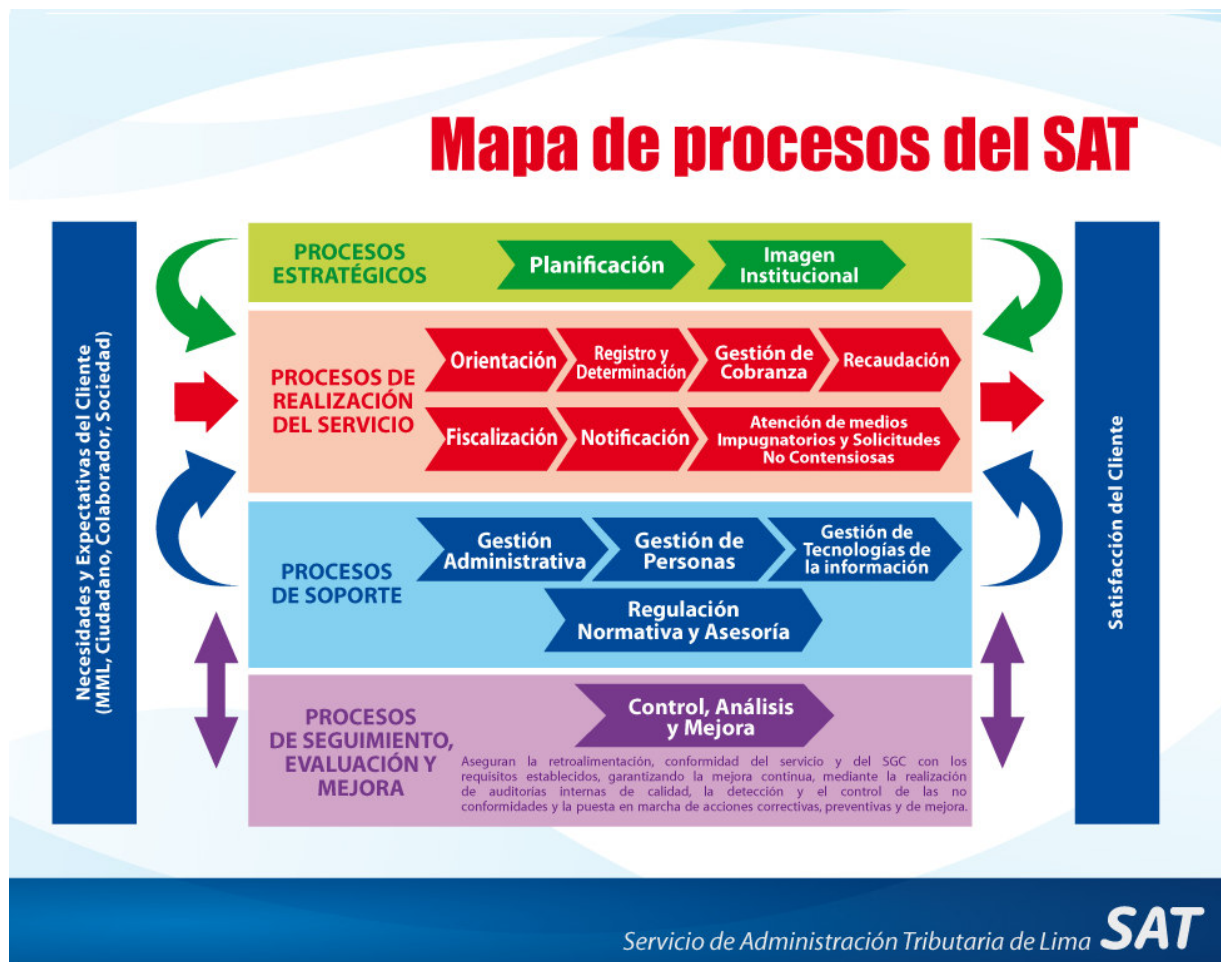 Mapa de procesos del SAT
Necesidades y Expectativas del Cliente
(MML, Ciudadano, Colaborador, Sociedad)
PROCESOS
ESTRATÉGICOS
Planificación
Imagen
Institucional
PROCESOS DE
REALIZACIÓN
DEL SERVICIO
Orientación
Registro y
Determinación
Gestión de
Cobranza
Recaudación
Fiscalización
Notificación
Atención de medios
Impugnatorios y Solicitudes
No Contensiosas
PROCESOS
DE SOPORTE
Gestión
Administrativa
Gestión de
Personas
Gestión de
Tecnologías de
la información
Regulación
Normativa y Asesoría
PROCESOS
DE SEGUIMIENTO,
EVALUACIÓN Y
MEJORA
Control, Análisis
y Mejora
Aseguran la retroalimentación, conformidad del servicio y del SGC con los
requisitos establecidos, garantizando la mejora continua, mediante la realización
de auditorías internas de calidad, la detección y el control de las no
conformidades y la puesta en marcha de acciones correctivas, preventivas y de mejora.
Satisfacción del Cliente
Servicio de Administración Tributaria de Lima SAT